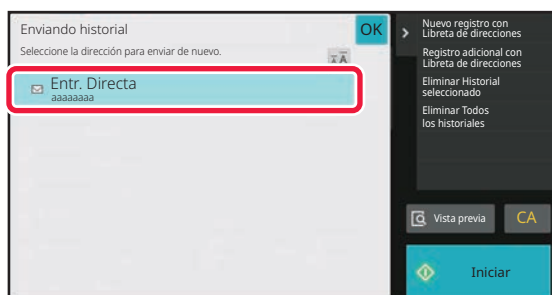 Enviando historial
OK
Seleccione la dirección para enviar de nuevo.
Entr. Directa
aaaaaaaa
Nuevo registro con
Libreta de direcciones
Registro adicional con
Libreta de direcciones
Eliminar Historial
seleccionado
Eliminar Todos
los historiales
Vista previa
CA
Iniciar